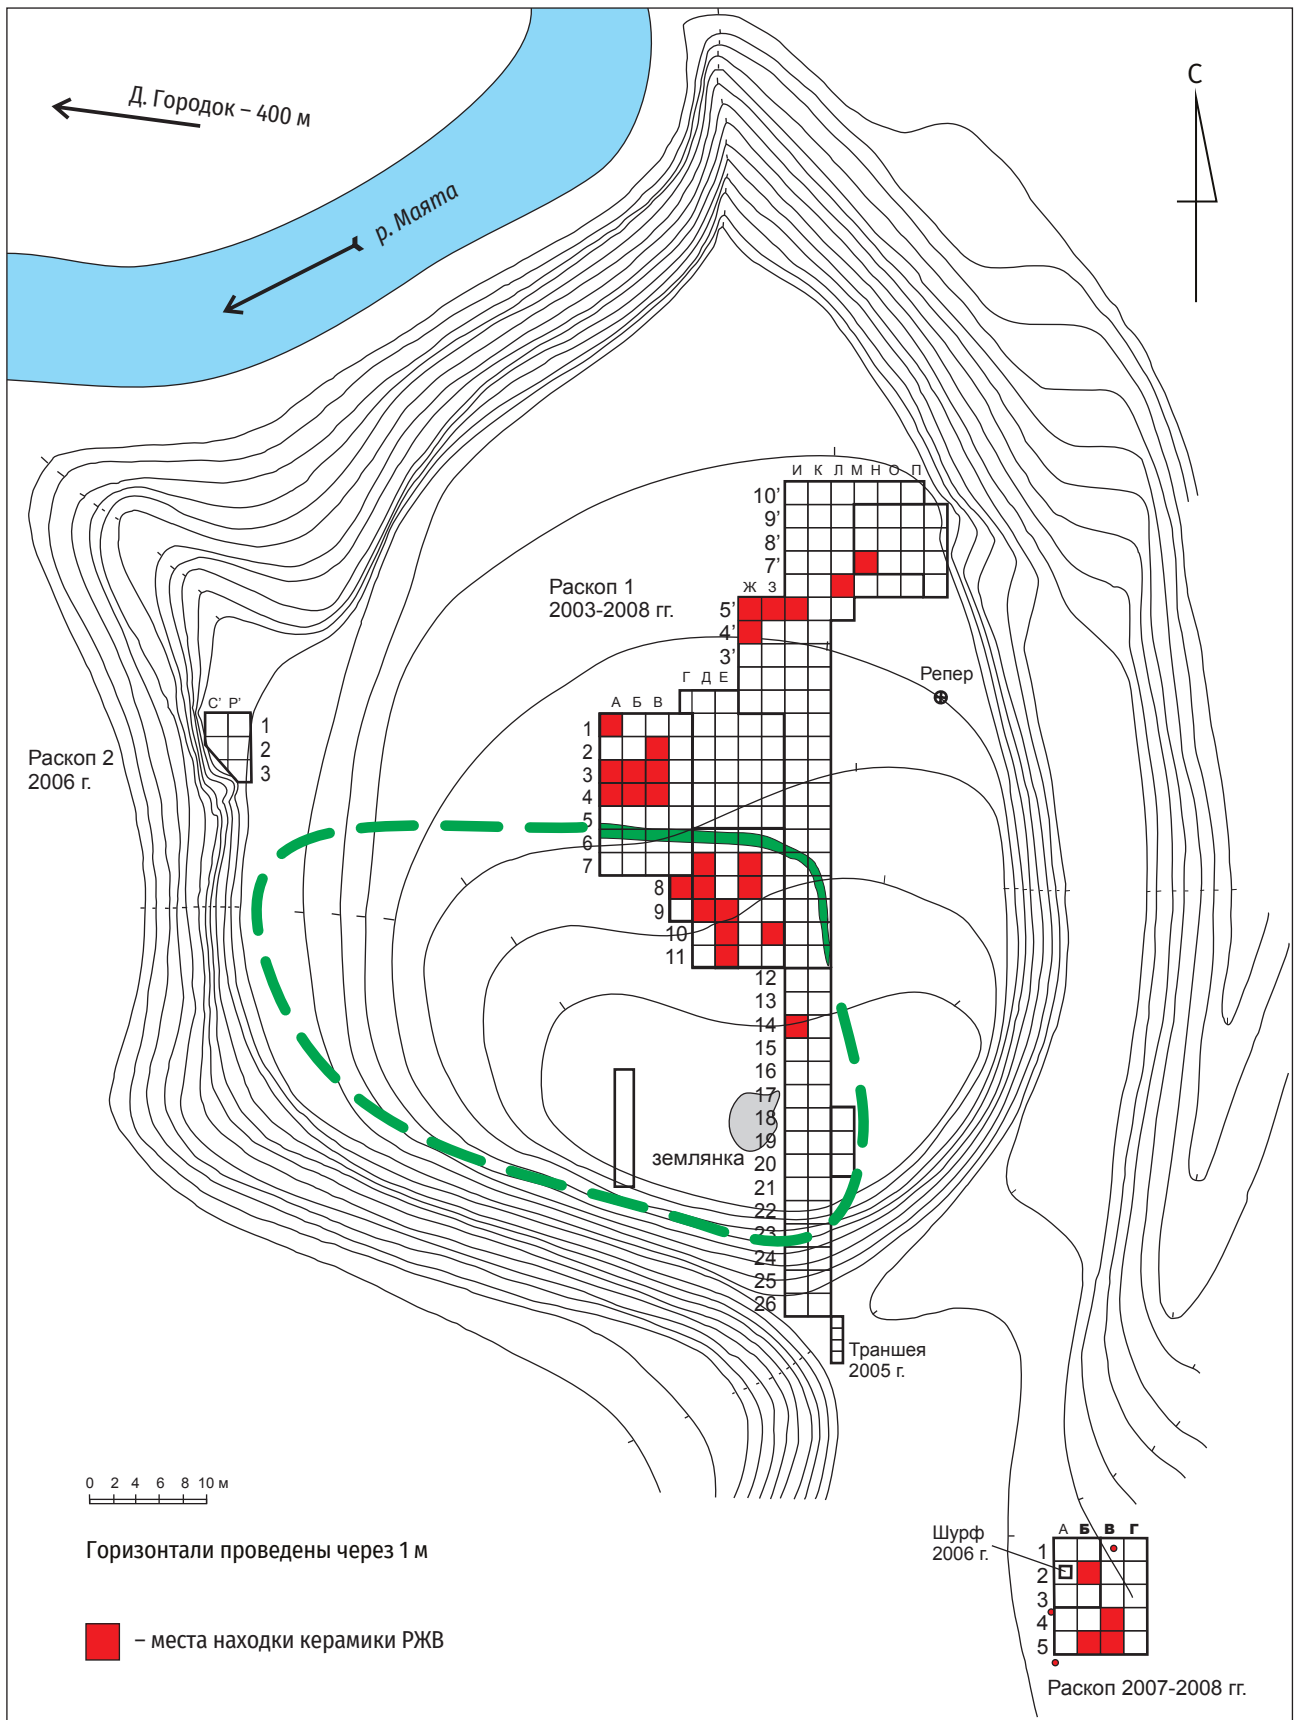 Д. Городок – 400 м
С
р. Маята
И К Л М Н О П
10’
9’
8’
7’
Раскоп 1
2003-2008 гг.
Ж З
5’
4’
3’
Репер
Г Д Е
А Б В
1
2
3
4
5
6
7
8
9
10
11
12
13
14
15
16
17
18
19
20
21
22
23
24
25
26
С’ Р’
1
2
3
Раскоп 2
2006 г.
землянка
Траншея
2005 г.
0 2 4 6 8 10 м
Горизонтали проведены через 1 м
– места находки керамики РЖВ
Шурф
2006 г.
А Б В Г
1
2
3
4
5
Раскоп 2007-2008 гг.